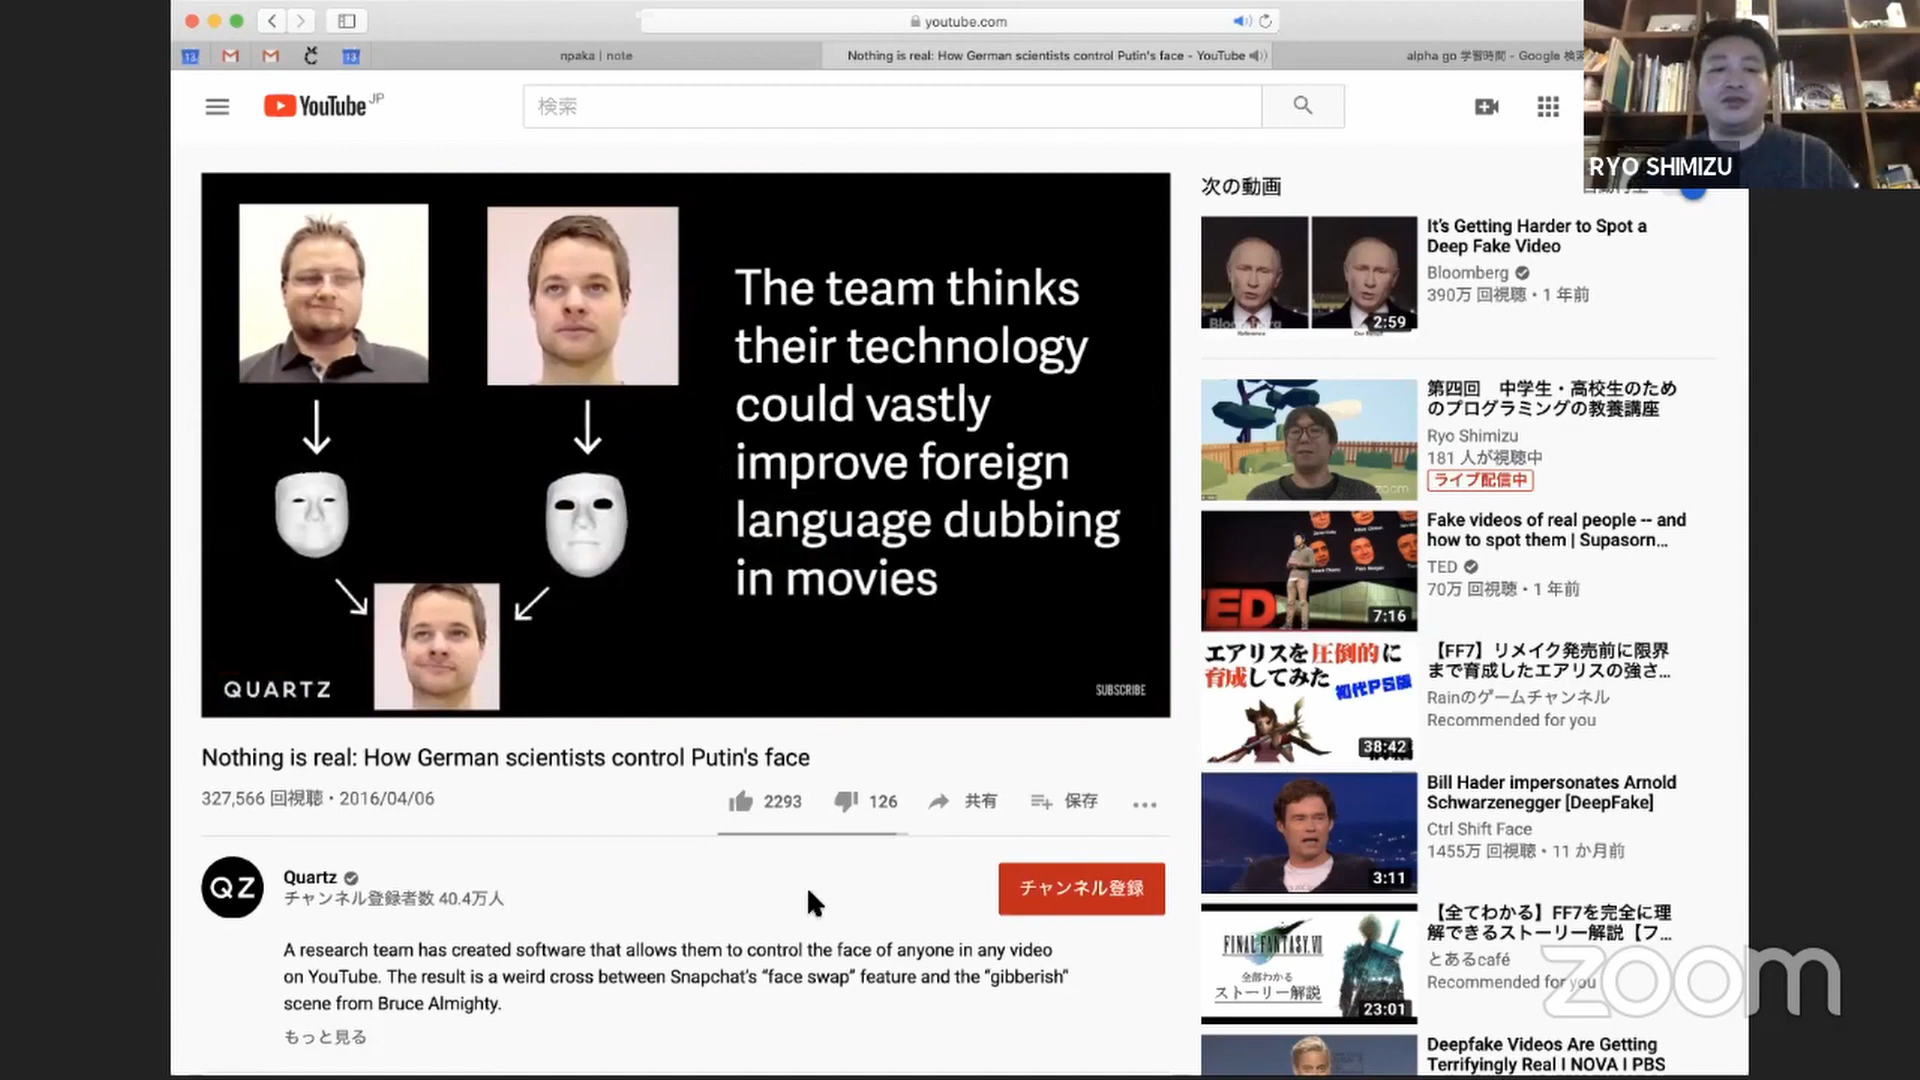 youtube.com
13
13
npaka | note
Nothing is real: How German scientists control Putin's face - YouTube
alpha go 学習時間 - Google 検索
YouTube JP
検索
RYO SHIMIZU
The team thinks
their technology
could vastly
improve foreign
language dubbing
in movies
QUARTZ
SUBSCRIBE
Nothing is real: How German scientists control Putin's face
327,566 回視聴・2016/04/06
2293
126
共有
保存
QZ
Quartz
チャンネル登録者数 40.4万人
チャンネル登録
A research team has created software that allows them to control the face of anyone in any video
on YouTube. The result is a weird cross between Snapchat's “face swap” feature and the “gibberish”
scene from Bruce Almighty.
もっと見る
次の動画
2:59
It's Getting Harder to Spot a
Deep Fake Video
Bloomberg
390万 回視聴・1 年前
zoom
第四回　中学生・高校生のため
のプログラミングの教養講座
Ryo Shimizu
181 人が視聴中
ライブ配信中
ED
7:16
Fake videos of real people -- and
how to spot them | Supasorn...
TED
70万 回視聴・1 年前
エアリスを圧倒的に
育成してみた
初代PS版
38:42
【FF7】リメイク発売前に限界
まで育成したエアリスの強さ...
Rainのゲームチャンネル
Recommended for you
3:11
Bill Hader impersonates Arnold
Schwarzenegger [DeepFake]
Ctrl Shift Face
1455万 回視聴・11 か月前
FINAL FANTASY VII
全部わかる
ストーリー解説
23:01
【全てわかる】FF7を完全に理
解できるストーリー解説【フ...
とあるcafé
Recommended for you
Deepfake Videos Are Getting
Terrifyingly Real I NOVA I PBS
zoom